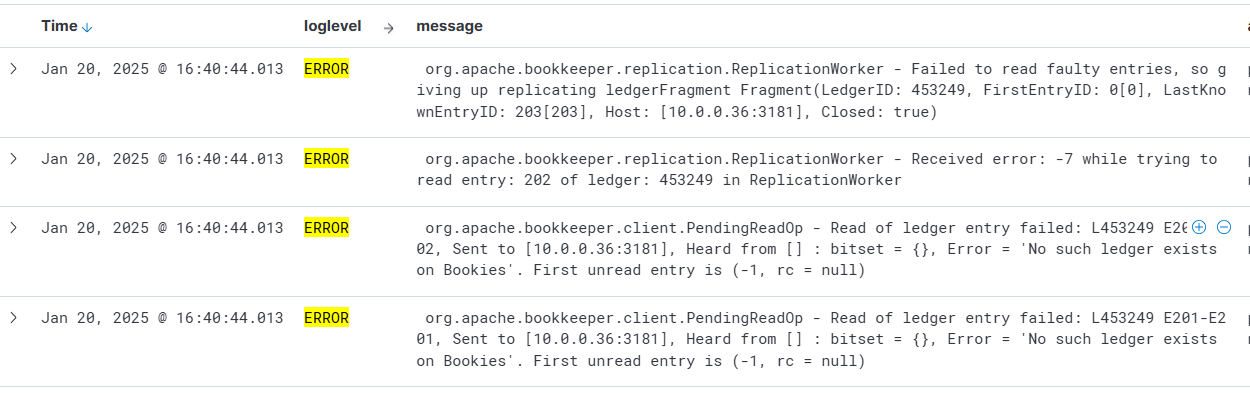 Time loglevel message
Jan 20, 2025 @ 16:40:44.013 ERROR org.apache.bookkeeper.replication.ReplicationWorker - Failed to read faulty entries, so g
iving up replicating ledgerFragment Fragment(LedgerID: 453249, FirstEntryID: 0[0], LastKno
wnEntryID: 203[203], Host: [10.0.0.36:3181], Closed: true)
Jan 20, 2025 @ 16:40:44.013 ERROR org.apache.bookkeeper.replication.ReplicationWorker - Received error: -7 while trying to
read entry: 202 of ledger: 453249 in ReplicationWorker
Jan 20, 2025 @ 16:40:44.013 ERROR org.apache.bookkeeper.client.PendingReadOp - Read of ledger entry failed: L453249 E20
02, Sent to [10.0.0.36:3181], Heard from [] : bitset = {}, Error = 'No such ledger exists
on Bookies'. First unread entry is (-1, rc = null)
Jan 20, 2025 @ 16:40:44.013 ERROR org.apache.bookkeeper.client.PendingReadOp - Read of ledger entry failed: L453249 E201-E2
01, Sent to [10.0.0.36:3181], Heard from [] : bitset = {}, Error = 'No such ledger exists
on Bookies'. First unread entry is (-1, rc = null)